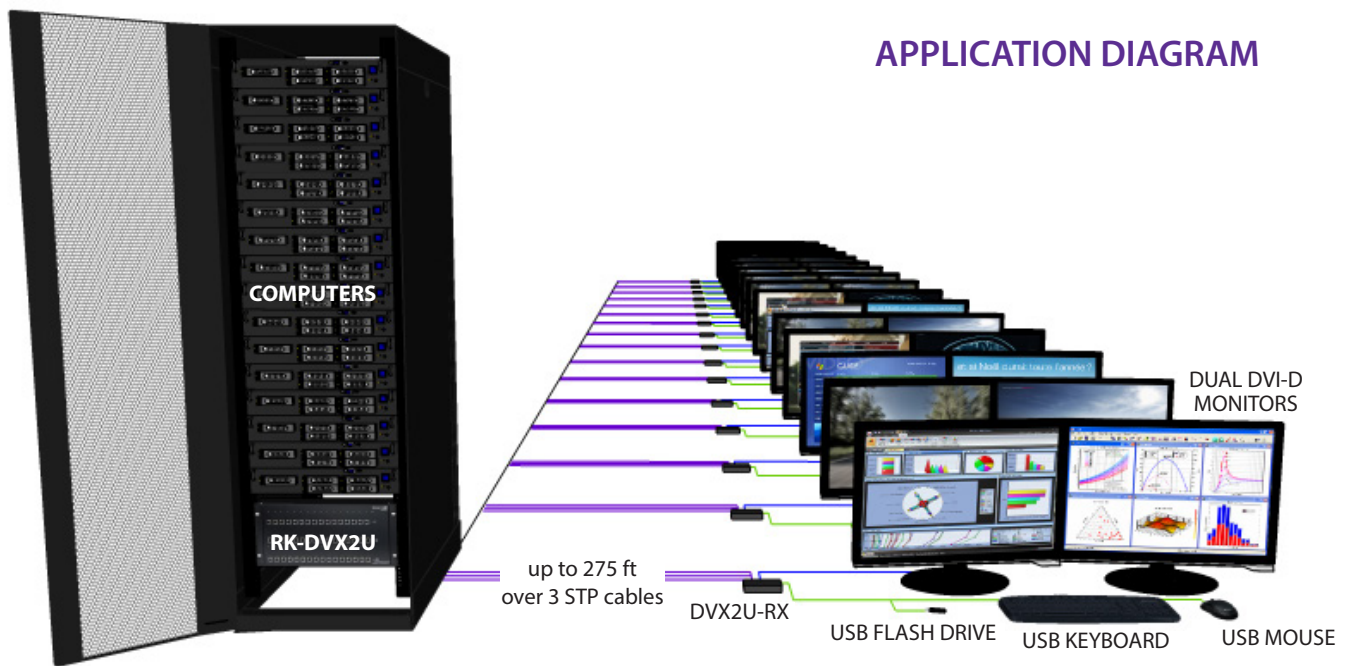 APPLICATION DIAGRAM
COMPUTERS
RK-DVX2U
DUAL DVI-D
MONITORS
up to 275 ft
over 3 STP cables
DVX2U-RX
USB FLASH DRIVE
USB KEYBOARD
USB MOUSE